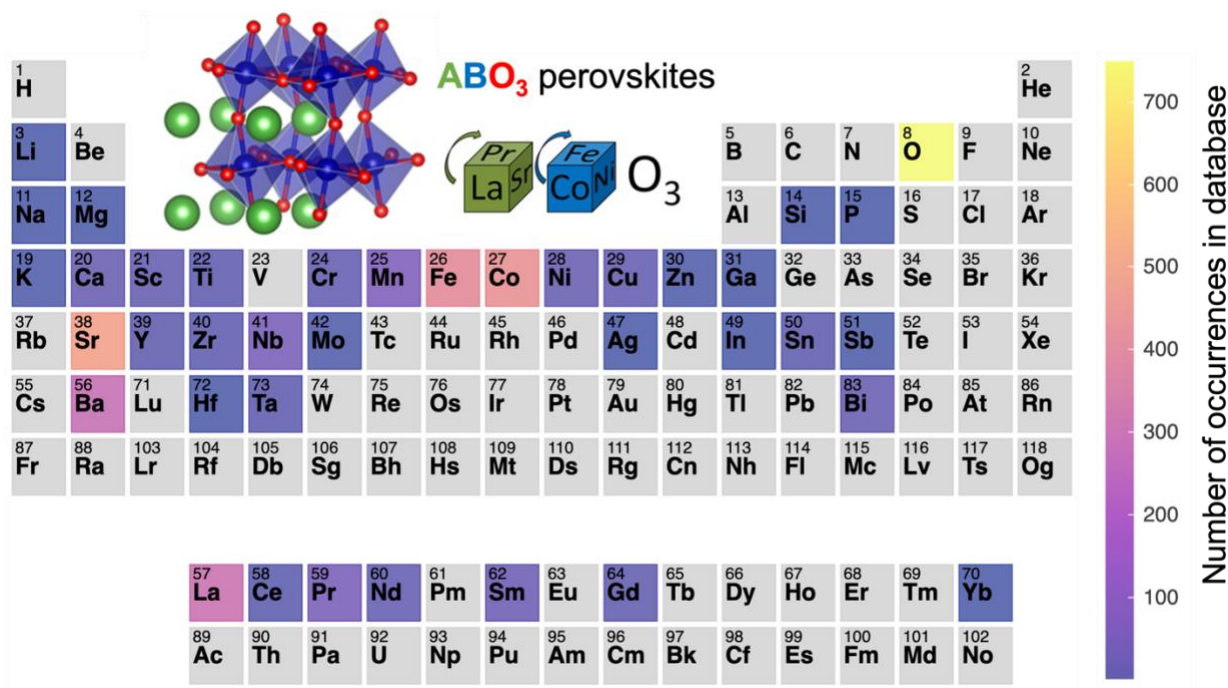 ABO3 perovskites
Pr
La
Sr
Fe
Co
Ni
O3
1
H
2
He
3
Li
4
Be
5
B
6
C
7
N
8
O
9
F
10
Ne
11
Na
12
Mg
13
Al
14
Si
15
P
16
S
17
Cl
18
Ar
19
K
20
Ca
21
Sc
22
Ti
23
V
24
Cr
25
Mn
26
Fe
27
Co
28
Ni
29
Cu
30
Zn
31
Ga
32
Ge
33
As
34
Se
35
Br
36
Kr
37
Rb
38
Sr
39
Y
40
Zr
41
Nb
42
Mo
43
Tc
44
Ru
45
Rh
46
Pd
47
Ag
48
Cd
49
In
50
Sn
51
Sb
52
Te
53
I
54
Xe
55
Cs
56
Ba
71
Lu
72
Hf
73
Ta
74
W
75
Re
76
Os
77
Ir
78
Pt
79
Au
80
Hg
81
Tl
82
Pb
83
Bi
84
Po
85
At
86
Rn
87
Fr
88
Ra
103
Lr
104
Rf
105
Db
106
Sg
107
Bh
108
Hs
109
Mt
110
Ds
111
Rg
112
Cn
113
Nh
114
Fl
115
Mc
116
Lv
117
Ts
118
Og
57
La
58
Ce
59
Pr
60
Nd
61
Pm
62
Sm
63
Eu
64
Gd
65
Tb
66
Dy
67
Ho
68
Er
69
Tm
70
Yb
89
Ac
90
Th
91
Pa
92
U
93
Np
94
Pu
95
Am
96
Cm
97
Bk
98
Cf
99
Es
100
Fm
101
Md
102
No
700
600
500
400
300
200
100
Number of occurrences in database